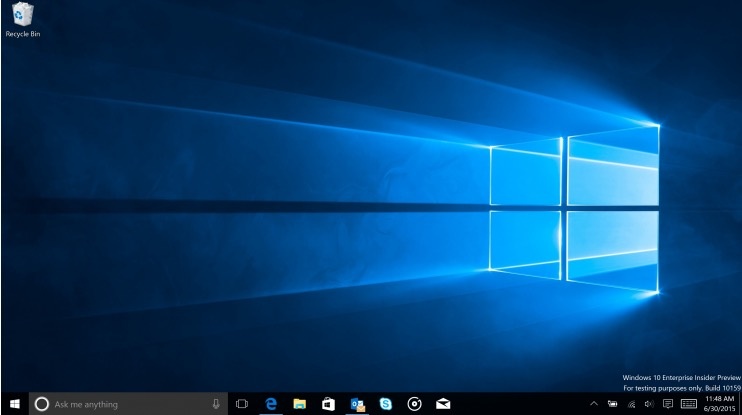 Recycle Bin
Windows 10 Enterprise Insider Preview
For testing purposes only. Build 10159
Ask me anything
11:48 AM
6/30/2015